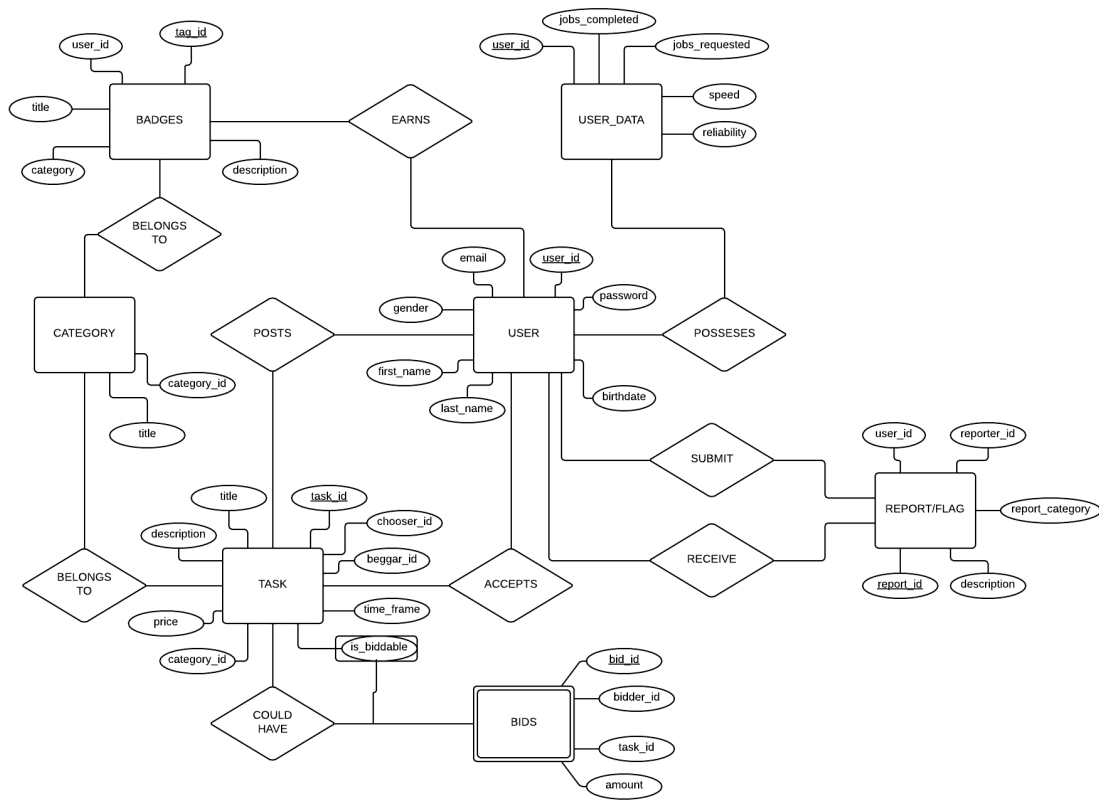 jobs_completed
tag_id
user_id
user_id
jobs_requested
title
BADGES
EARNS
USER_DATA
speed
reliability
category
description
BELONGS
TO
email
user_id
gender
password
CATEGORY
POSTS
USER
POSSESES
first_name
category_id
birthdate
last_name
title
user_id
reporter_id
SUBMIT
title
task_id
REPORT/FLAG
report_category
chooser_id
description
beggar_id
RECEIVE
BELONGS
TO
TASK
ACCEPTS
report_id
description
time_frame
price
is_biddable
category_id
bid_id
bidder_id
COULD
HAVE
BIDS
task_id
amount